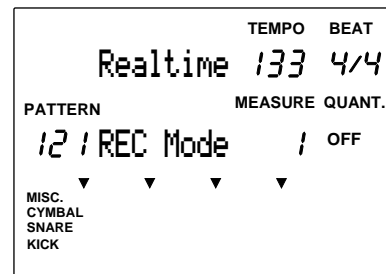 TEMPO BEAT
Realtime 133 4/4
PATTERN MEASURE QUANT.
121 REC Mode 1 OFF
MISC.
CYMBAL
SNARE
KICK